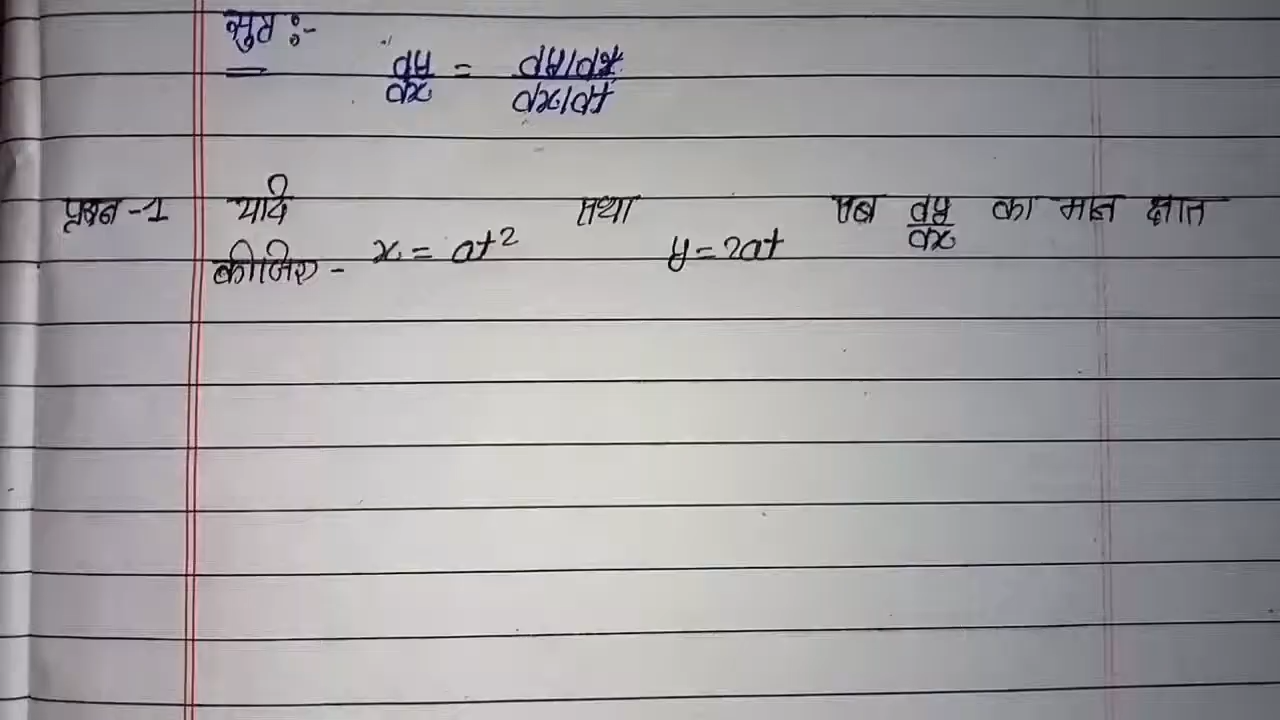 सुत्र :-
dy/dx = dy/dt / dx/dt
प्रश्न -1 यदि तथा तब dy/dx का मान ज्ञात
कीजिए - x = at² y = 2at